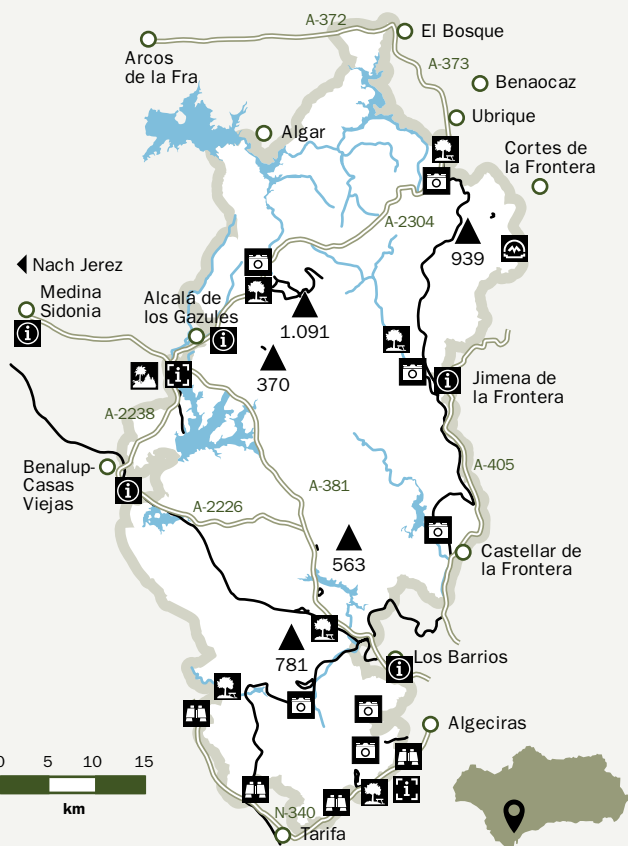 A-372
El Bosque
Arcos
de la Fra
A-373
Benaocaz
Ubrique
Algar
Cortes de
la Frontera
A-2304
939
Nach Jerez
Medina
Sidonia
Alcalá de
los Gazules
1.091
370
Jimena de
la Frontera
A-2238
Benalup-
Casas
Viejas
A-405
A-381
A-2226
563
Castellar de
la Frontera
781
Los Barrios
Algeciras
0 5 10 15
km
N-340
Tarifa